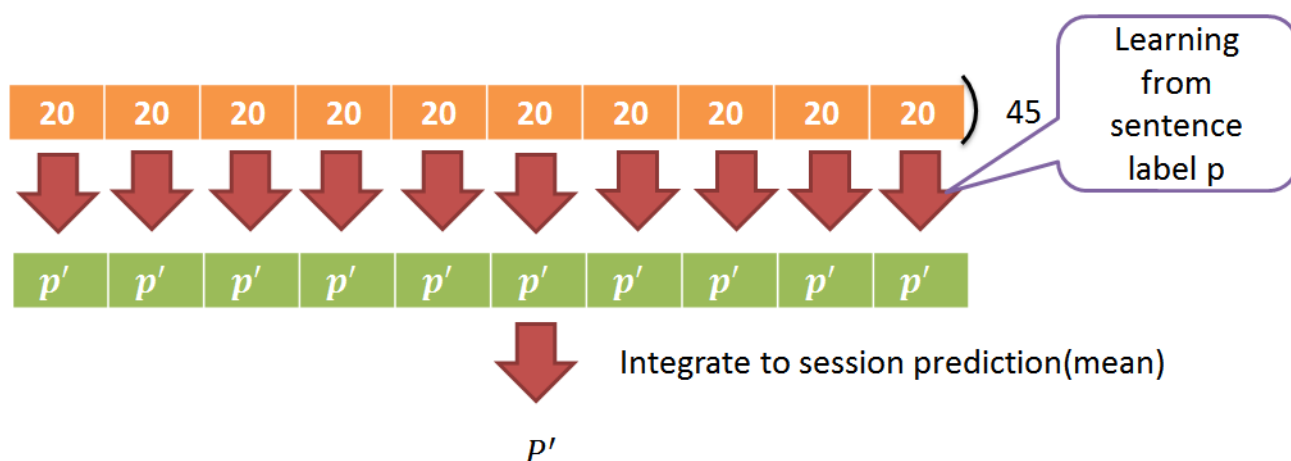 Learning
from
sentence
label p
20 20 20 20 20 20 20 20 20 20 ) 45
p′ p′ p′ p′ p′ p′ p′ p′ p′ p′
Integrate to session prediction(mean)
P′